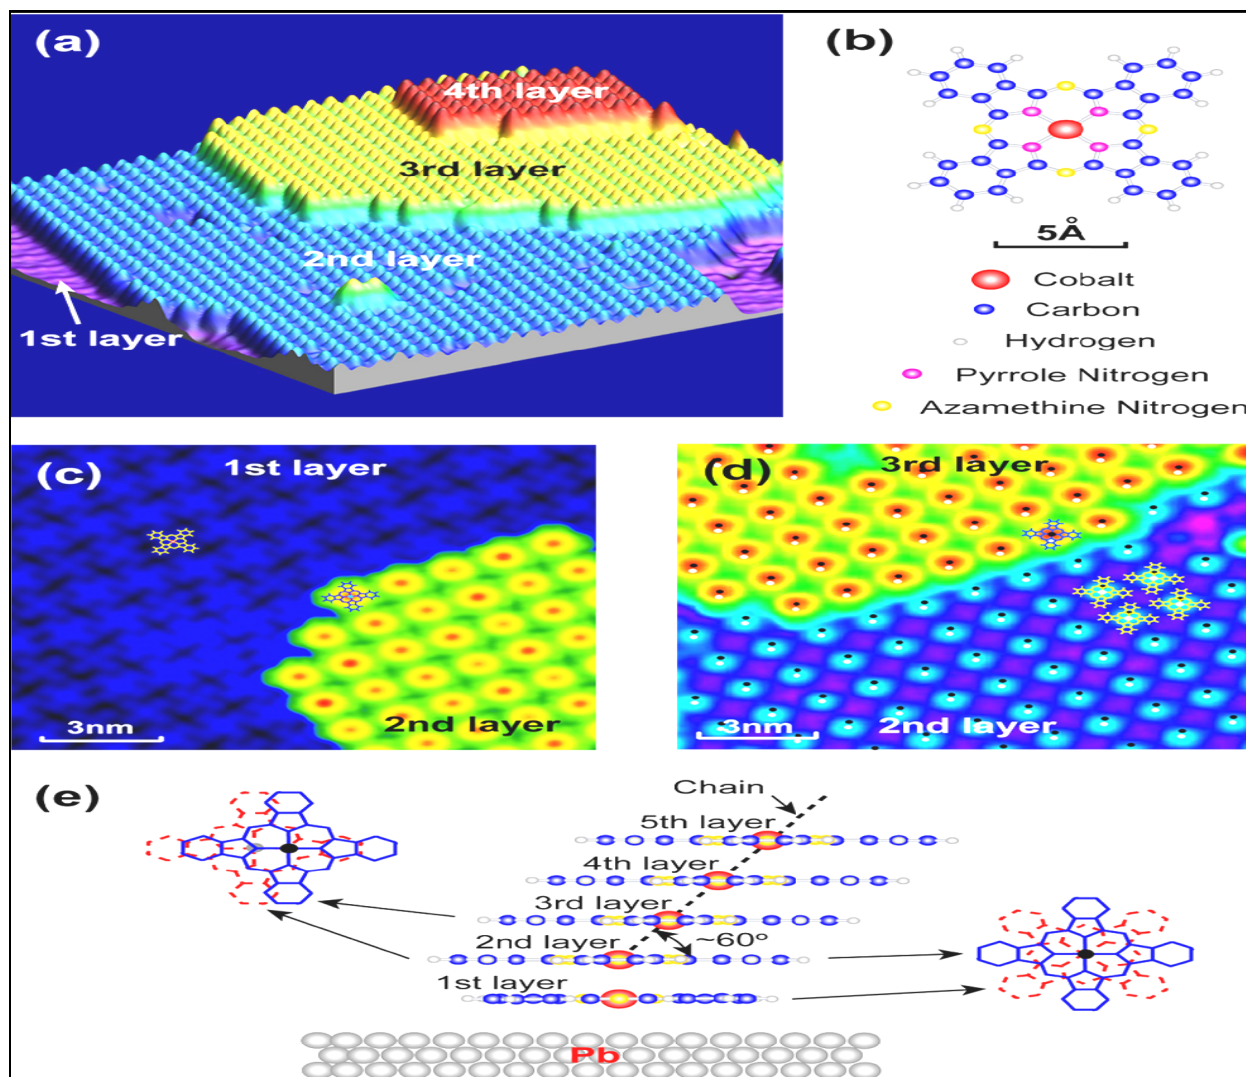 (a)
4th layer
3rd layer
2nd layer
1st layer
(b)
5Å
Cobalt
Carbon
Hydrogen
Pyrrole Nitrogen
Azamethine Nitrogen
(c)
1st layer
2nd layer
3nm
(d)
3rd layer
2nd layer
3nm
(e)
Chain
5th layer
4th layer
3rd layer
~60º
2nd layer
1st layer
Pb